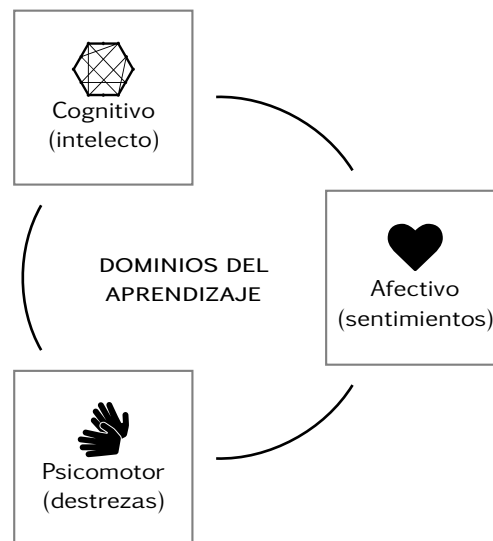 Cognitivo
(intelecto)
DOMINIOS DEL
APRENDIZAJE
Afectivo
(sentimientos)
Psicomotor
(destrezas)